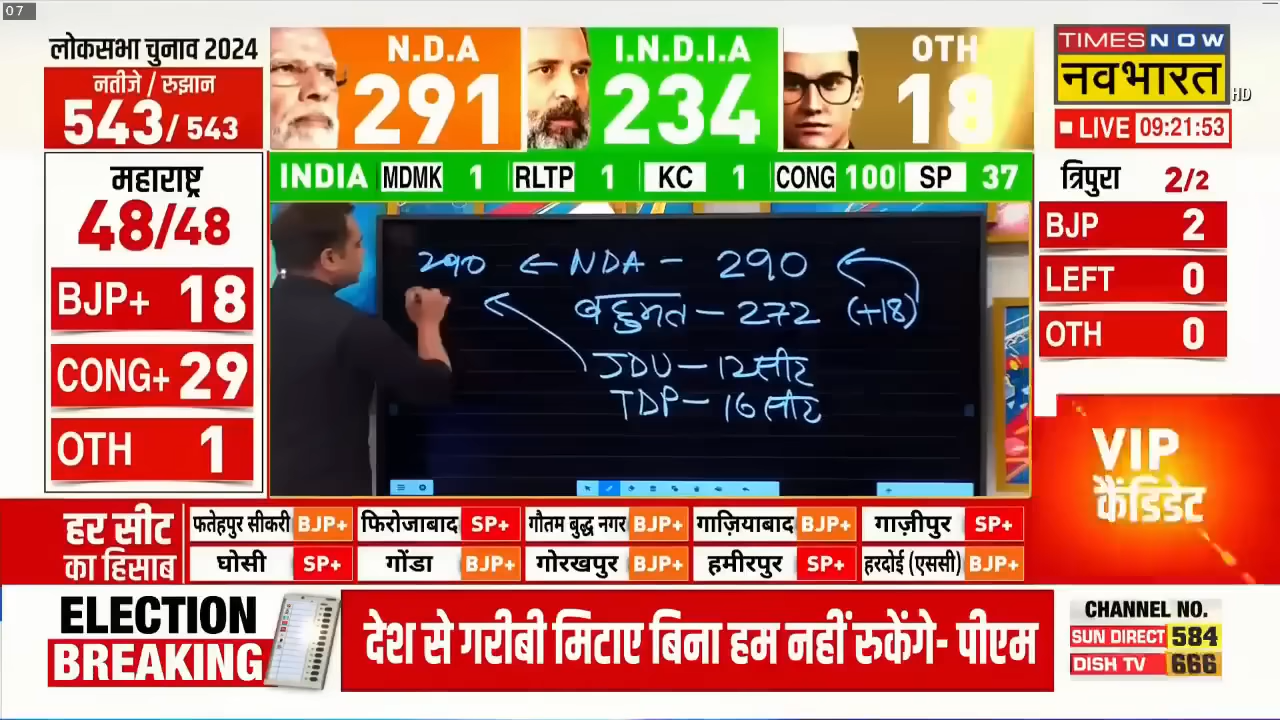 07
लोकसभा चुनाव 2024
नतीजे / रुझान
543/ 543
N.D.A
291
I.N.D.I.A
234
OTH
18
TIMES NOW
नवभारत
HD
LIVE 09:21:53
महाराष्ट्र
48/48
BJP+ 18
CONG+ 29
OTH 1
INDIA MDMK 1 RLTP 1 KC 1 CONG 100 SP 37
290 ← NDA - 290
बहुमत - 272 (+18)
JDU - 12 सीट
TDP - 16 सीट
त्रिपुरा 2/2
BJP 2
LEFT 0
OTH 0
VIP
कैंडिडेट
हर सीट
का हिसाब
फतेहपुर सीकरी BJP+ फिरोजाबाद SP+ गौतम बुद्ध नगर BJP+ गाज़ियाबाद BJP+ गाज़ीपुर SP+
घोसी SP+ गोंडा BJP+ गोरखपुर BJP+ हमीरपुर SP+ हरदोई (एससी) BJP+
ELECTION
BREAKING
देश से गरीबी मिटाए बिना हम नहीं रुकेंगे- पीएम
CHANNEL NO.
SUN DIRECT 584
DISH TV 666